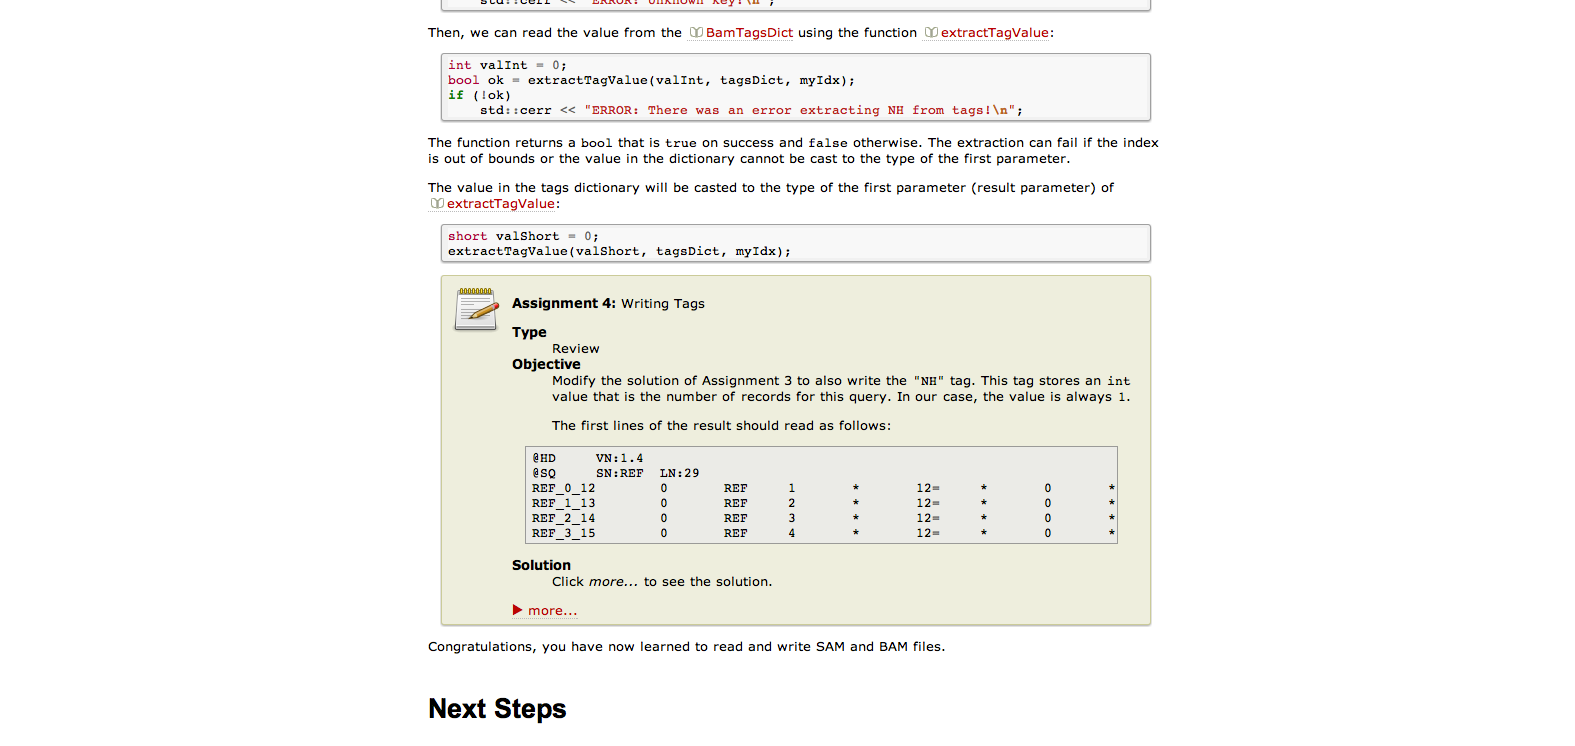 std::cerr << "ERROR: Unknown key!\n";
Then, we can read the value from the BamTagsDict using the function extractTagValue:
int valInt = 0;
bool ok = extractTagValue(valInt, tagsDict, myIdx);
if (!ok)
std::cerr << "ERROR: There was an error extracting NH from tags!\n";
The function returns a bool that is true on success and false otherwise. The extraction can fail if the index
is out of bounds or the value in the dictionary cannot be cast to the type of the first parameter.
The value in the tags dictionary will be casted to the type of the first parameter (result parameter) of
extractTagValue:
short valShort = 0;
extractTagValue(valShort, tagsDict, myIdx);
Assignment 4: Writing Tags
Type
Review
Objective
Modify the solution of Assignment 3 to also write the "NH" tag. This tag stores an int
value that is the number of records for this query. In our case, the value is always 1.
The first lines of the result should read as follows:
@HD VN:1.4
@SQ SN:REF LN:29
REF_0_12 0 REF 1 * 12= * 0 *
REF_1_13 0 REF 2 * 12= * 0 *
REF_2_14 0 REF 3 * 12= * 0 *
REF_3_15 0 REF 4 * 12= * 0 *
Solution
Click more... to see the solution.
more...
Congratulations, you have now learned to read and write SAM and BAM files.
Next Steps